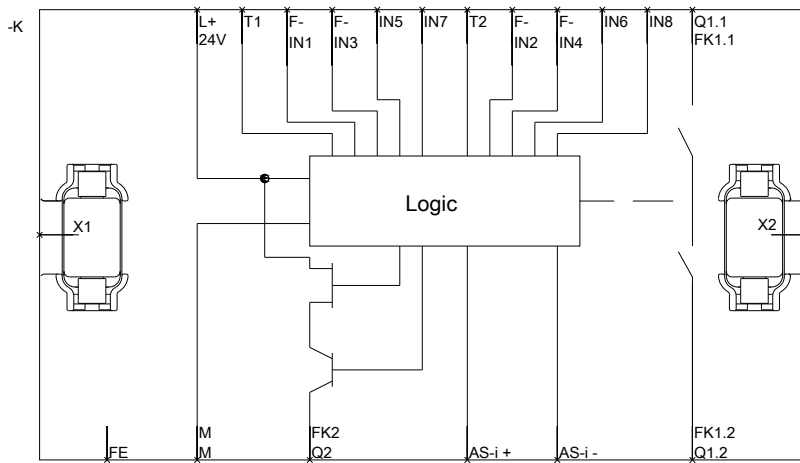 -K
L+ T1 F- F- IN5 IN7 T2 F- F- IN6 IN8 Q1.1
24V IN1 IN3 IN2 IN4 FK1.1
Logic
X1 X2
M FK2 FK1.2
FE M Q2 AS-i + AS-i - Q1.2